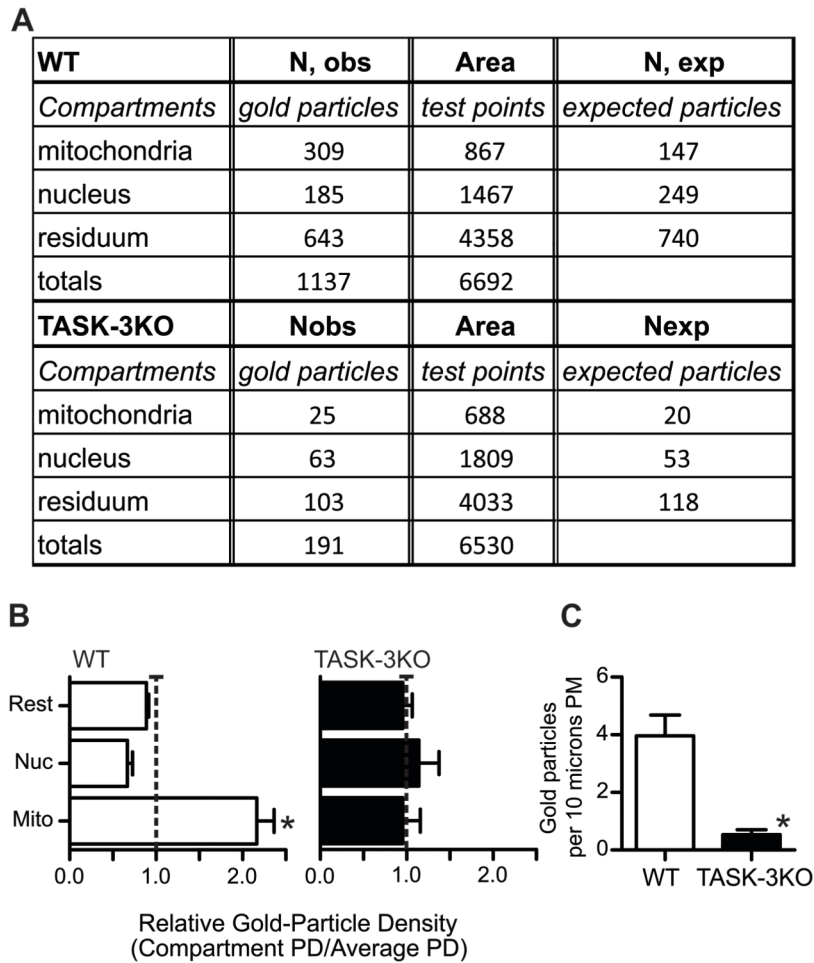 A
WT N, obs Area N, exp
Compartments gold particles test points expected particles
mitochondria 309 867 147
nucleus 185 1467 249
residuum 643 4358 740
totals 1137 6692
TASK-3KO Nobs Area Nexp
Compartments gold particles test points expected particles
mitochondria 25 688 20
nucleus 63 1809 53
residuum 103 4033 118
totals 191 6530
B
WT TASK-3KO
Rest
Nuc
Mito
*
0.0 1.0 2.0 0.0 1.0 2.0
Relative Gold-Particle Density
(Compartment PD/Average PD)
C
Gold particles
per 10 microns PM
6
4
2
0
*
WT TASK-3KO